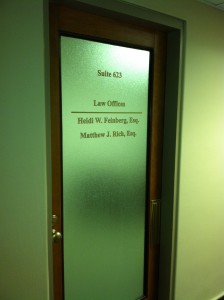 Suite 623
Law Offices
Heidi W. Feinberg, Esq.
Matthew J. Rich, Esq.